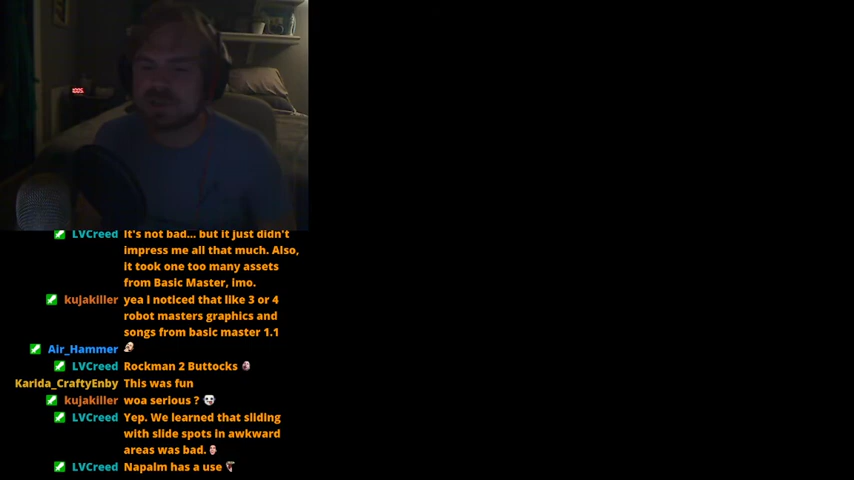 LVCreed It's not bad... but it just didn't
impress me all that much. Also,
it took one too many assets
from Basic Master, imo.
kujakiller yea I noticed that like 3 or 4
robot masters graphics and
songs from basic master 1.1
Air_Hammer
LVCreed Rockman 2 Buttocks
Karida_CraftyEnby This was fun
kujakiller woa serious ?
LVCreed Yep. We learned that sliding
with slide spots in awkward
areas was bad.
LVCreed Napalm has a use